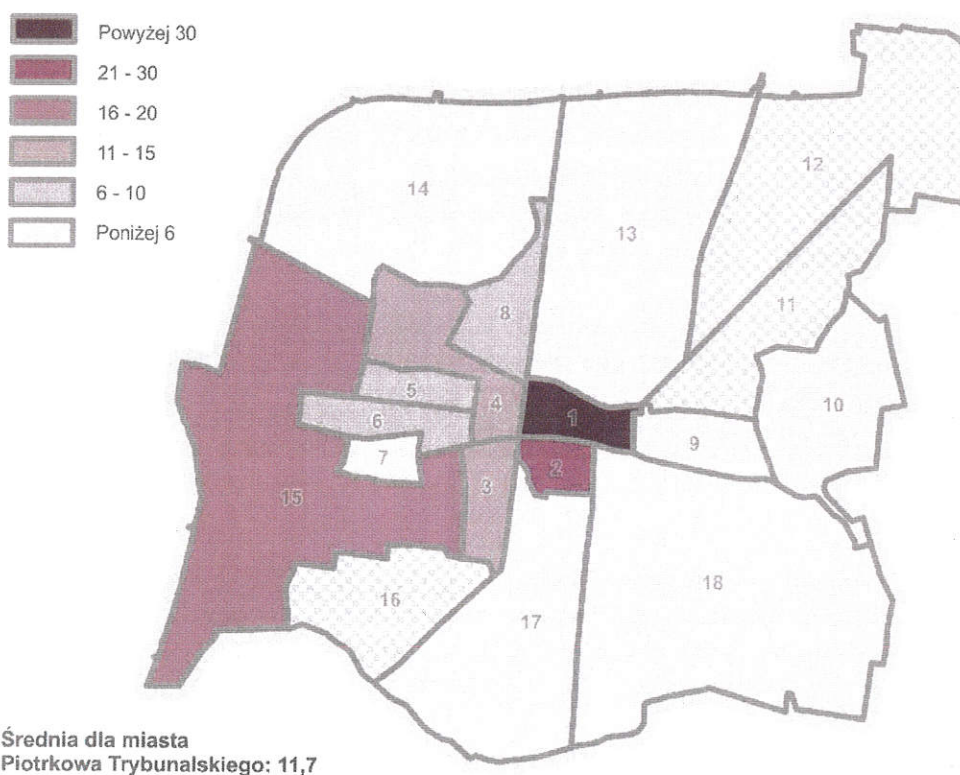 Powyżej 30
21 - 30
16 - 20
11 - 15
6 - 10
Poniżej 6
12
14
13
11
8
5
4
1
10
6
9
7
2
3
15
16
18
17
Średnia dla miasta
Piotrkowa Trybunalskiego: 11,7